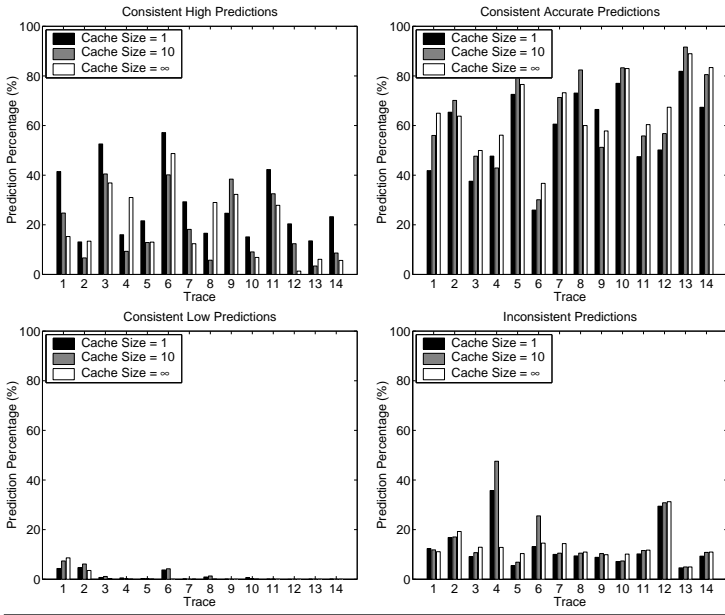 Consistent High Predictions
100
80
60
40
20
0
Prediction Percentage (%)
Cache Size = 1
Cache Size = 10
Cache Size = ∞
1 2 3 4 5 6 7 8 9 10 11 12 13 14
Trace
Consistent Accurate Predictions
100
80
60
40
20
0
Prediction Percentage (%)
Cache Size = 1
Cache Size = 10
Cache Size = ∞
1 2 3 4 5 6 7 8 9 10 11 12 13 14
Trace
Consistent Low Predictions
100
80
60
40
20
0
Prediction Percentage (%)
Cache Size = 1
Cache Size = 10
Cache Size = ∞
1 2 3 4 5 6 7 8 9 10 11 12 13 14
Trace
Inconsistent Predictions
100
80
60
40
20
0
Prediction Percentage (%)
Cache Size = 1
Cache Size = 10
Cache Size = ∞
1 2 3 4 5 6 7 8 9 10 11 12 13 14
Trace